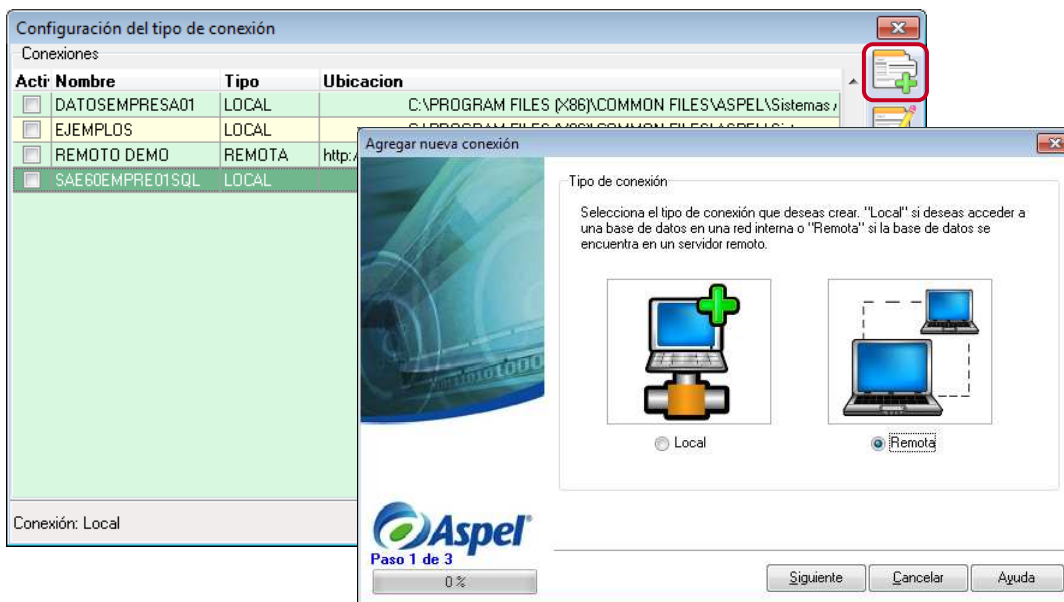 Configuración del tipo de conexión
Conexiones
Acti Nombre Tipo Ubicacion
DATOSEMPRESA01 LOCAL C:\PROGRAM FILES (X86)\COMMON FILES\ASPEL\Sistemas
EJEMPLOS LOCAL
REMOTO DEMO REMOTA http:/
SAE60EMPRE01SQL LOCAL
Conexión: Local
Agregar nueva conexión
Tipo de conexión
Selecciona el tipo de conexión que deseas crear. "Local" si deseas acceder a
una base de datos en una red interna o "Remota" si la base de datos se
encuentra en un servidor remoto.
Local Remota
Aspel
Paso 1 de 3
0 %
Siguiente Cancelar Ayuda